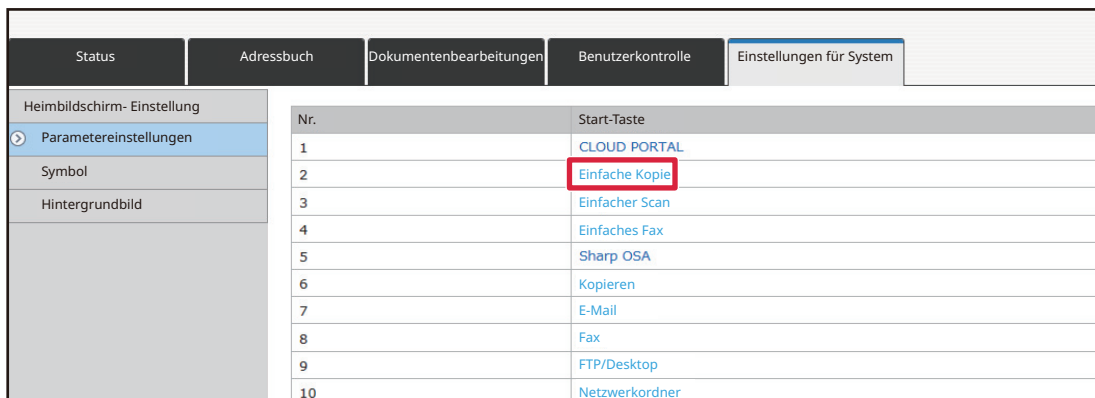 Status
Adressbuch
Dokumentenbearbeitungen
Benutzerkontrolle
Einstellungen für System
Heimbildschirm- Einstellung
Parametereinstellungen
Symbol
Hintergrundbild
Nr. Start-Taste
1 CLOUD PORTAL
2 Einfache Kopie
3 Einfacher Scan
4 Einfaches Fax
5 Sharp OSA
6 Kopieren
7 E-Mail
8 Fax
9 FTP/Desktop
10 Netzwerkordner